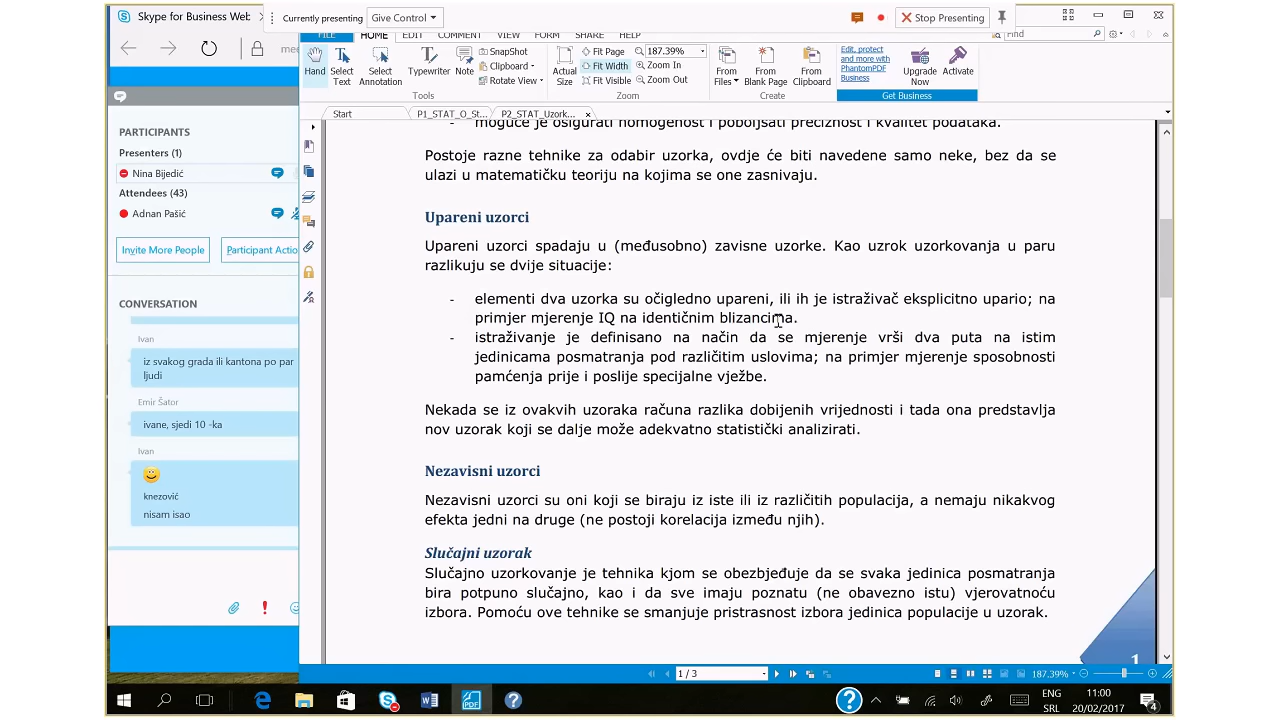 Skype for Business Web
Currently presenting
Give Control
Stop Presenting
FILE
HOME
EDIT
COMMENT
VIEW
FORM
SHARE
HELP
Find
Hand
Select
Text
Select
Annotation
Typewriter
Note
SnapShot
Clipboard
Rotate View
Tools
Actual
Size
Fit Page
Fit Width
Fit Visible
187.39%
Zoom In
Zoom Out
Zoom
From
Files
From
Blank Page
From
Clipboard
Create
Edit, protect
and more with
PhantomPDF
Business
Upgrade
Now
Activate
Get Business
Start
P1_STAT_O_St...
P2_STAT_Uzork...
PARTICIPANTS
Presenters (1)
Nina Bijedić
Attendees (43)
Adnan Pašić
Invite More People
Participant Actio
CONVERSATION
Ivan
iz svakog grada ili kantona po par
ljudi
Emir Šator
ivane, sjedi 10 -ka
Ivan
knezović
nisam isao
- moguće je osigurati homogenost i poboljšati preciznost i kvalitet podataka.
Postoje razne tehnike za odabir uzorka, ovdje će biti navedene samo neke, bez da se
ulazi u matematičku teoriju na kojima se one zasnivaju.
Upareni uzorci
Upareni uzorci spadaju u (međusobno) zavisne uzorke. Kao uzrok uzorkovanja u paru
razlikuju se dvije situacije:
- elementi dva uzorka su očigledno upareni, ili ih je istraživač eksplicitno upario; na
primjer mjerenje IQ na identičnim blizancima.
- istraživanje je definisano na način da se mjerenje vrši dva puta na istim
jedinicama posmatranja pod različitim uslovima; na primjer mjerenje sposobnosti
pamćenja prije i poslije specijalne vježbe.
Nekada se iz ovakvih uzoraka računa razlika dobijenih vrijednosti i tada ona predstavlja
nov uzorak koji se dalje može adekvatno statistički analizirati.
Nezavisni uzorci
Nezavisni uzorci su oni koji se biraju iz iste ili iz različitih populacija, a nemaju nikakvog
efekta jedni na druge (ne postoji korelacija između njih).
Slučajni uzorak
Slučajno uzorkovanje je tehnika kjom se obezbjeđuje da se svaka jedinica posmatranja
bira potpuno slučajno, kao i da sve imaju poznatu (ne obavezno istu) vjerovatnoću
izbora. Pomoću ove tehnike se smanjuje pristrasnost izbora jedinica populacije u uzorak.
1
1 / 3
187.39%
ENG
SRL
11:00
20/02/2017
4